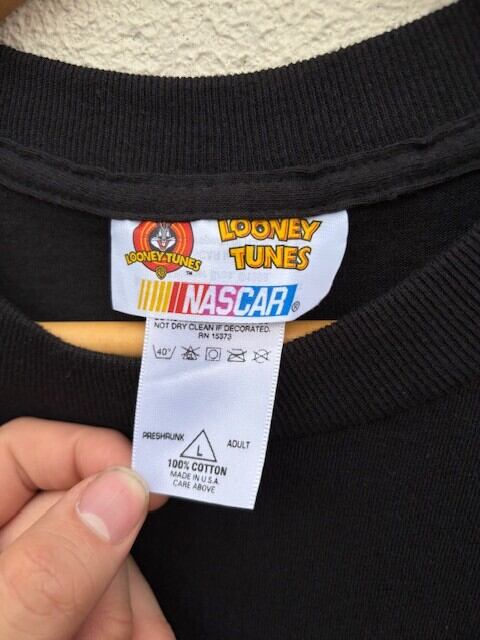 LOONEY TUNES
™
LOONEY
TUNES
NASCAR®
NOT DRY CLEAN IF DECORATED.
RN 15373
40°
PRESHRUNK
L
ADULT
100% COTTON
MADE IN U.S.A.
CARE ABOVE